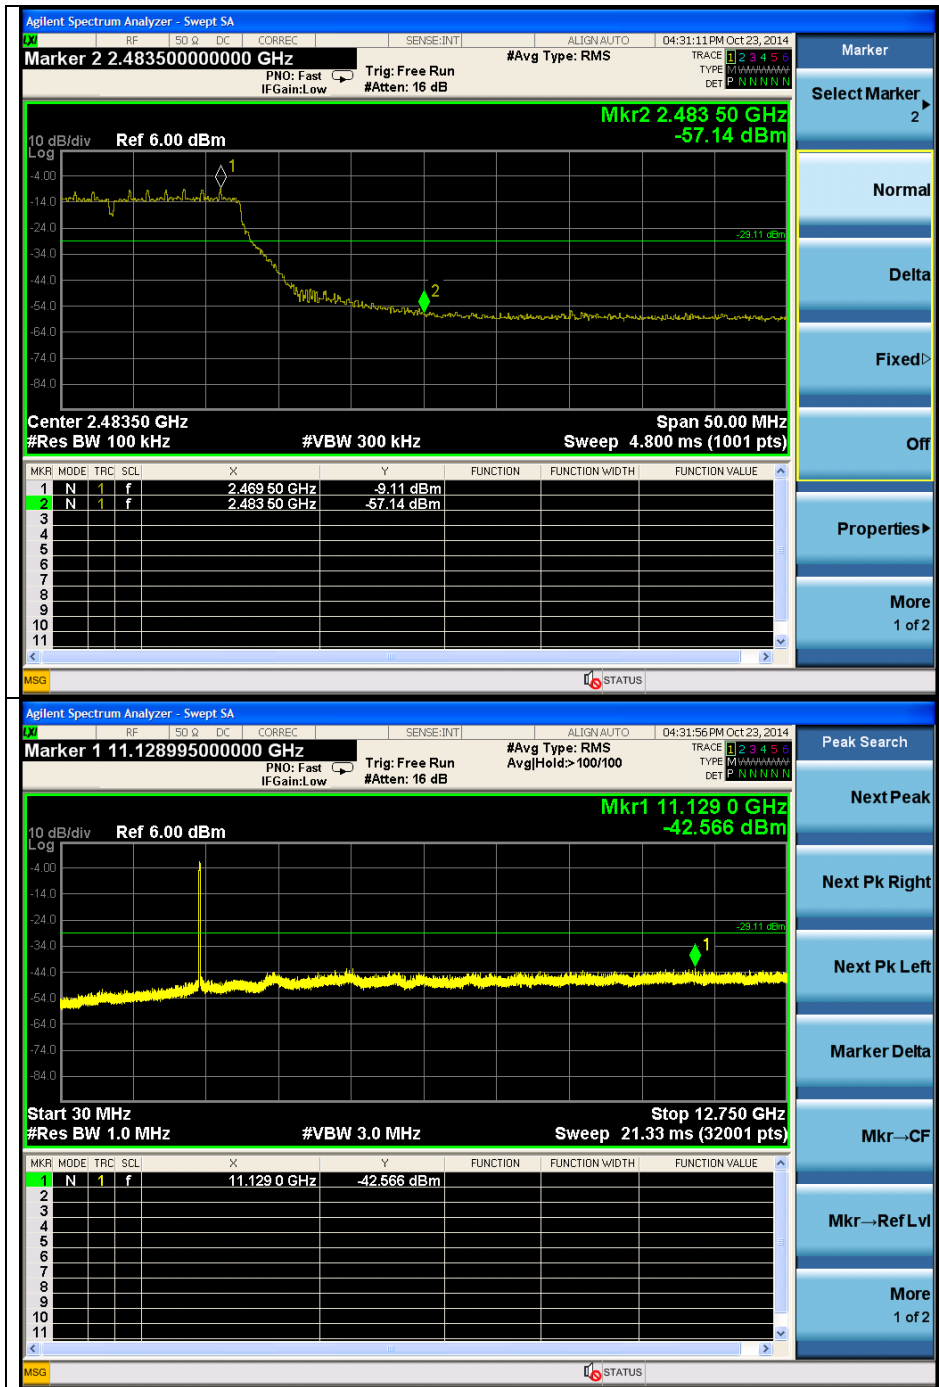 Agilent Spectrum Analyzer - Swept SA
LXI RF 50 Ω DC CORREC SENSE:INT ALIGN AUTO 04:31:11 PM Oct 23, 2014
Marker 2 2.483500000000 GHz
PNO: Fast
IFGain:Low
Trig: Free Run
#Atten: 16 dB
#Avg Type: RMS
TRACE 1 2 3 4 5 6
TYPE M WWWWW
DET P N N N N N
Mkr2 2.483 50 GHz
-57.14 dBm
10 dB/div Ref 6.00 dBm
Log
-4.00
-14.0
-24.0
-34.0
-44.0
-54.0
-64.0
-74.0
-84.0
1
2
-29.11 dBm
Center 2.48350 GHz Span 50.00 MHz
#Res BW 100 kHz #VBW 300 kHz Sweep 4.800 ms (1001 pts)
MKR MODE TRC SCL X Y FUNCTION FUNCTION WIDTH FUNCTION VALUE
1 N 1 f 2.469 50 GHz -9.11 dBm
2 N 1 f 2.483 50 GHz -57.14 dBm
3
4
5
6
7
8
9
10
11
MSG STATUS
Marker
Select Marker
2
Normal
Delta
Fixed
Off
Properties
More
1 of 2
Agilent Spectrum Analyzer - Swept SA
LXI RF 50 Ω DC CORREC SENSE:INT ALIGN AUTO 04:31:56 PM Oct 23, 2014
Marker 1 11.128995000000 GHz
PNO: Fast
IFGain:Low
Trig: Free Run
#Atten: 16 dB
#Avg Type: RMS
Avg|Hold:>100/100
TRACE 1 2 3 4 5 6
TYPE M WWWWW
DET P N N N N N
Mkr1 11.129 0 GHz
-42.566 dBm
10 dB/div Ref 6.00 dBm
Log
-4.00
-14.0
-24.0
-34.0
-44.0
-54.0
-64.0
-74.0
-84.0
1
-29.11 dBm
Start 30 MHz Stop 12.750 GHz
#Res BW 1.0 MHz #VBW 3.0 MHz Sweep 21.33 ms (32001 pts)
MKR MODE TRC SCL X Y FUNCTION FUNCTION WIDTH FUNCTION VALUE
1 N 1 f 11.129 0 GHz -42.566 dBm
2
3
4
5
6
7
8
9
10
11
MSG STATUS
Peak Search
Next Peak
Next Pk Right
Next Pk Left
Marker Delta
Mkr→CF
Mkr→Ref Lvl
More
1 of 2